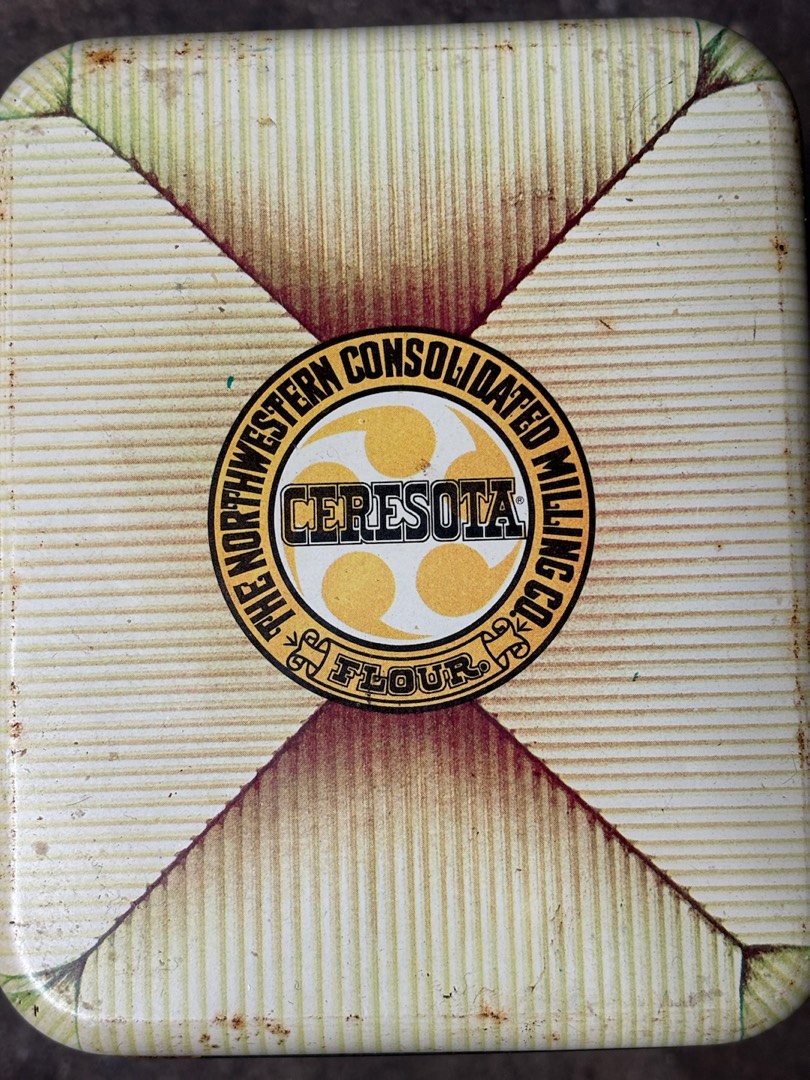 THE NORTHWESTERN CONSOLIDATED MILLING CO.
CERESOTA®
FLOUR.